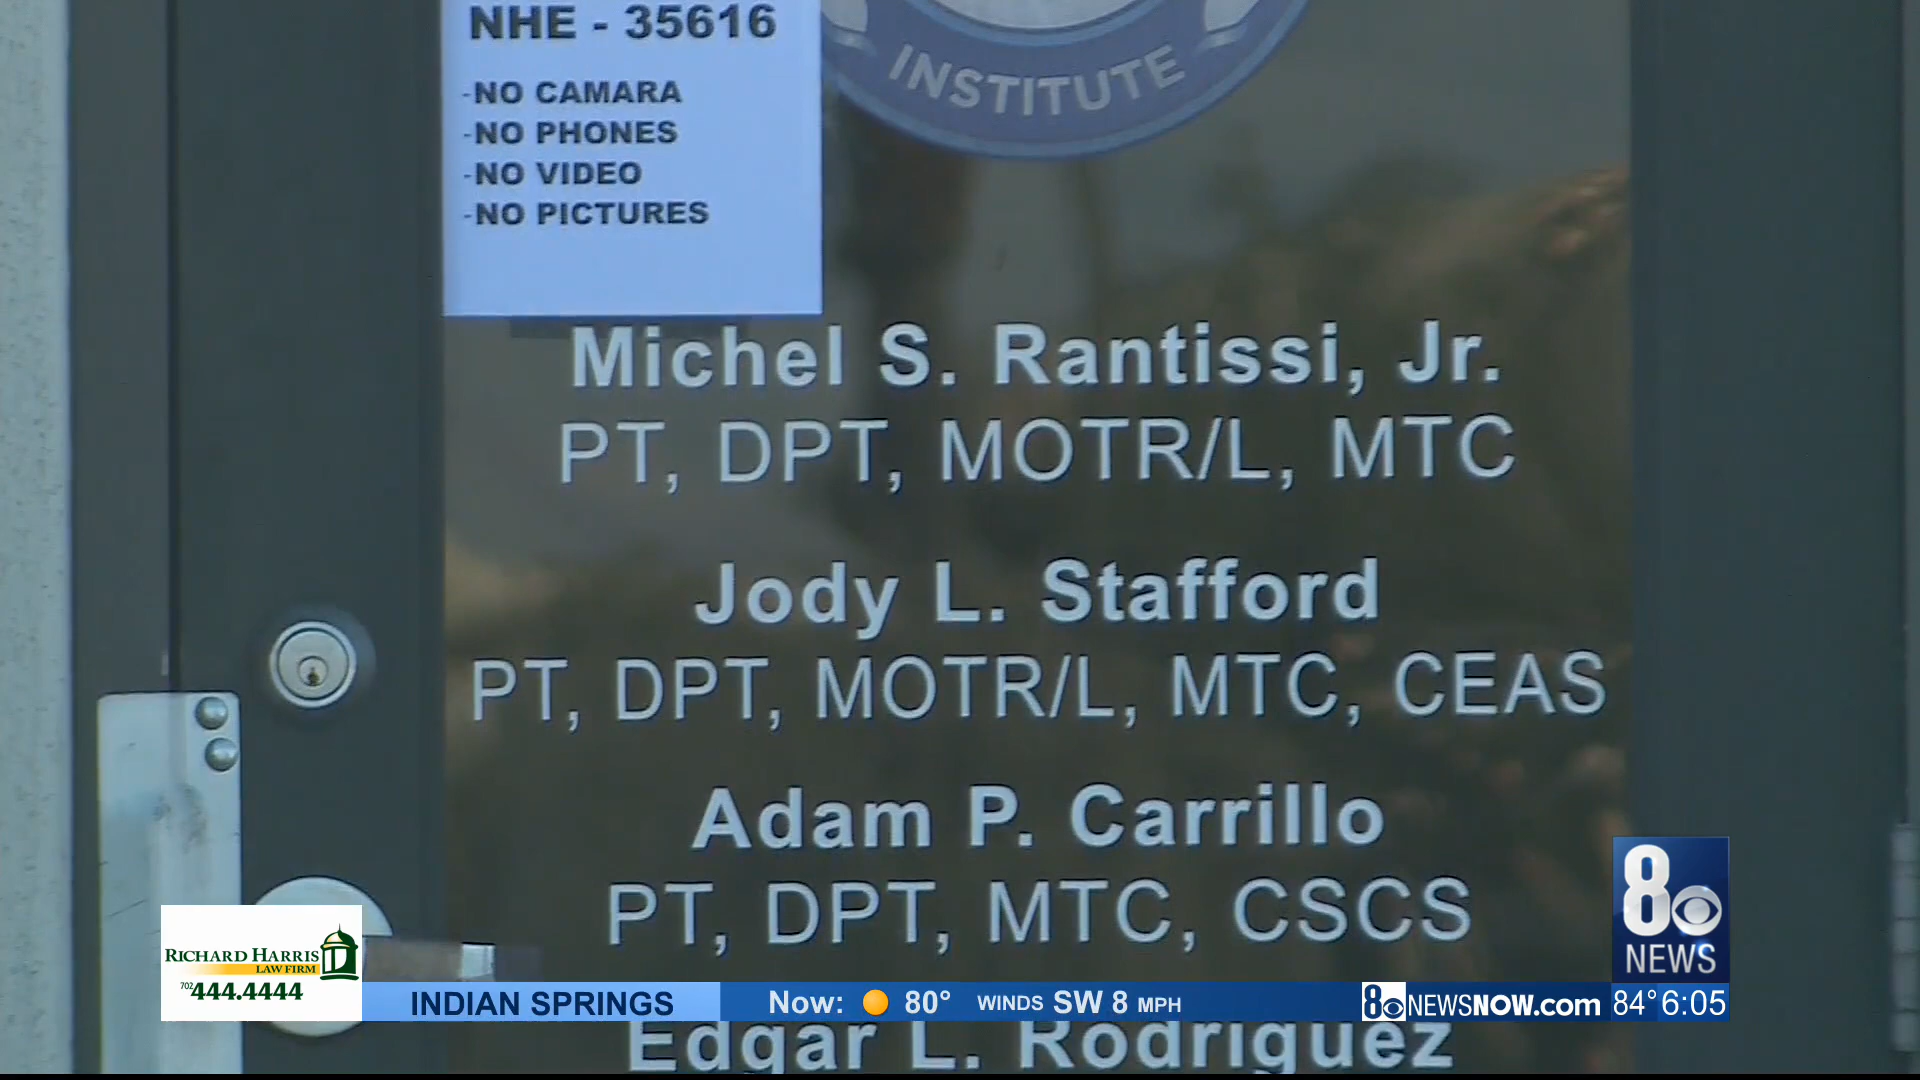 NHE - 35616
-NO CAMARA
-NO PHONES
-NO VIDEO
-NO PICTURES
INSTITUTE
Michel S. Rantissi, Jr.
PT, DPT, MOTR/L, MTC
Jody L. Stafford
PT, DPT, MOTR/L, MTC, CEAS
Adam P. Carrillo
PT, DPT, MTC, CSCS
Edgar L. Rodriguez
8 NEWS
RICHARD HARRIS
LAW FIRM
702 444.4444
INDIAN SPRINGS Now: 80° WINDS SW 8 MPH 8NEWSNOW.com 84° 6:05